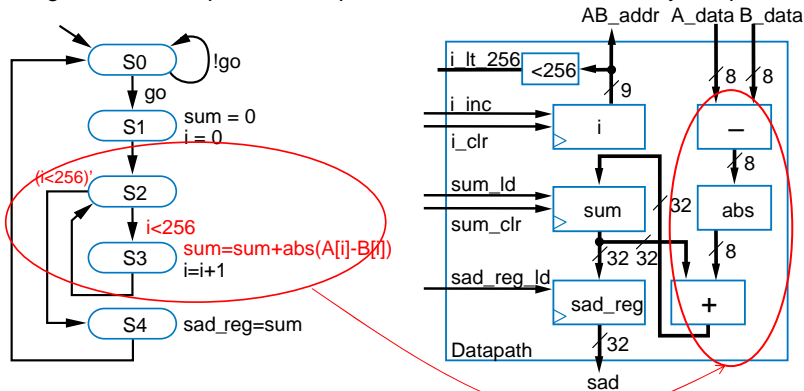 S0
!go
go
S1
sum = 0
i = 0
(i<256)'
S2
i<256
S3
sum=sum+abs(A[i]-B[i])
i=i+1
S4
sad_reg=sum
AB_addr
A_data
B_data
i_lt_256
<256
8
8
9
i_inc
i
–
i_clr
8
sum_ld
sum
32
abs
sum_clr
32
32
8
sad_reg_ld
sad_reg
+
Datapath
32
sad